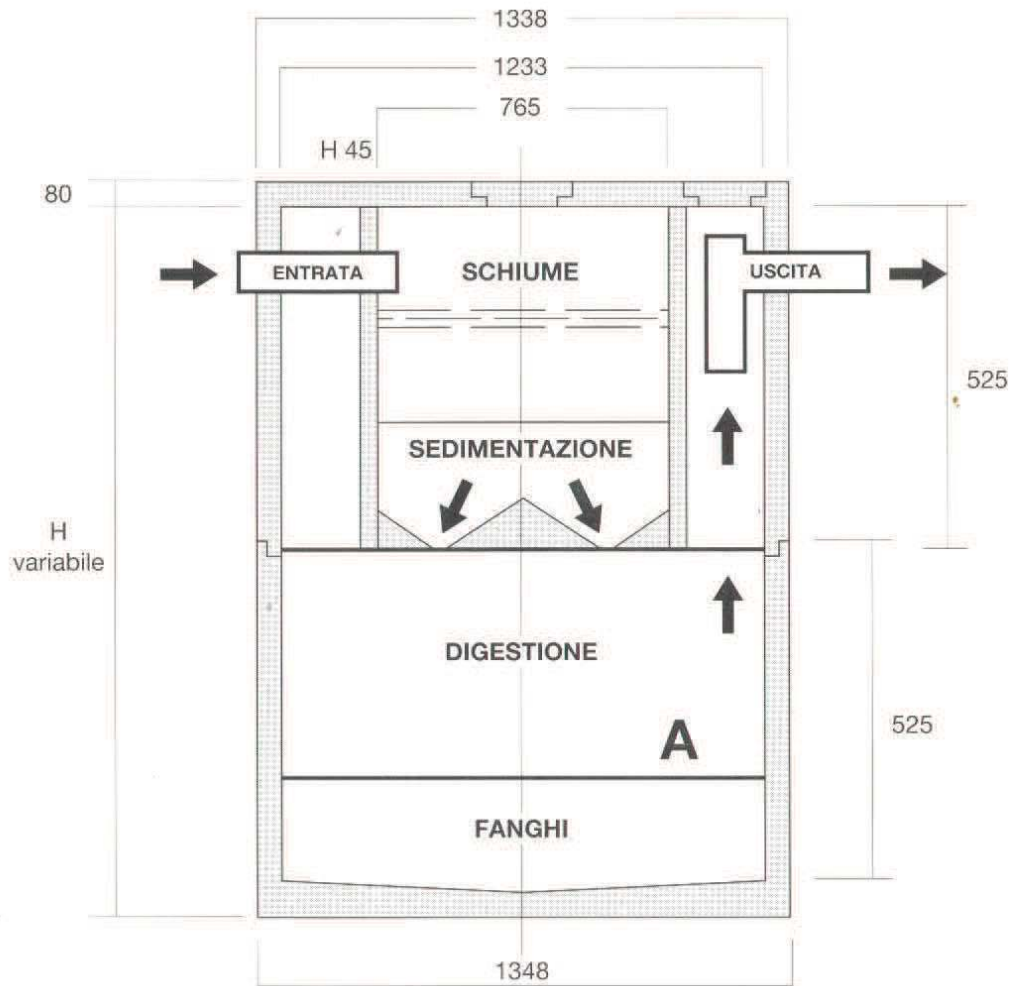 1338
1233
765
H 45
80
ENTRATA
SCHIUME
USCITA
525
SEDIMENTAZIONE
H
variabile
DIGESTIONE
A
525
FANGHI
1348